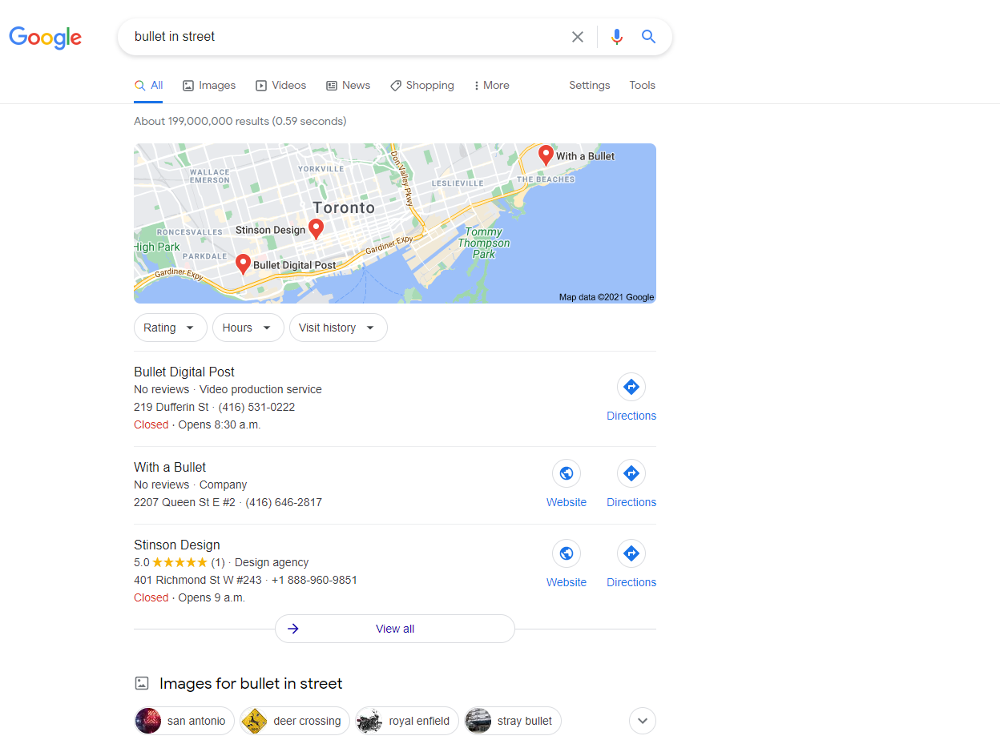 Google
bullet in street
All Images Videos News Shopping More Settings Tools
About 199,000,000 results (0.59 seconds)
With a Bullet
WALLACE
EMERSON
YORKVILLE
Don Valley Pkwy
LESLIEVILLE
THE BEACHES
Toronto
RONCESVALLES
Stinson Design
Tommy
Thompson
Park
High Park
PARKDALE
Gardiner Expy
Bullet Digital Post
Gardiner Expy
Map data ©2021 Google
Rating Hours Visit history
Bullet Digital Post
No reviews · Video production service
219 Dufferin St · (416) 531-0222
Directions
Closed · Opens 8:30 a.m.
With a Bullet
No reviews · Company
2207 Queen St E #2 · (416) 646-2817
Website Directions
Stinson Design
5.0 ★★★★★ (1) · Design agency
401 Richmond St W #243 · +1 888-960-9851
Website Directions
Closed · Opens 9 a.m.
View all
Images for bullet in street
san antonio deer crossing royal enfield stray bullet